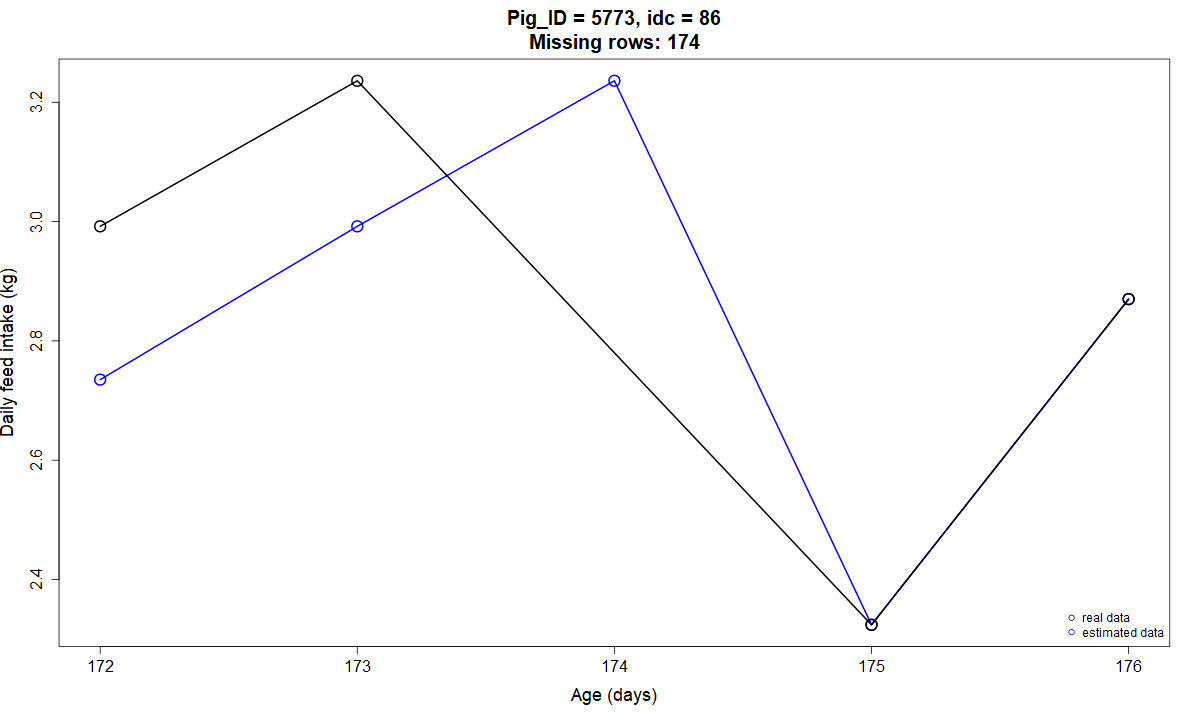 Pig_ID = 5773, idc = 86
Missing rows: 174
Daily feed intake (kg)
3.2
3.0
2.8
2.6
2.4
172
173
174
175
176
Age (days)
real data
estimated data